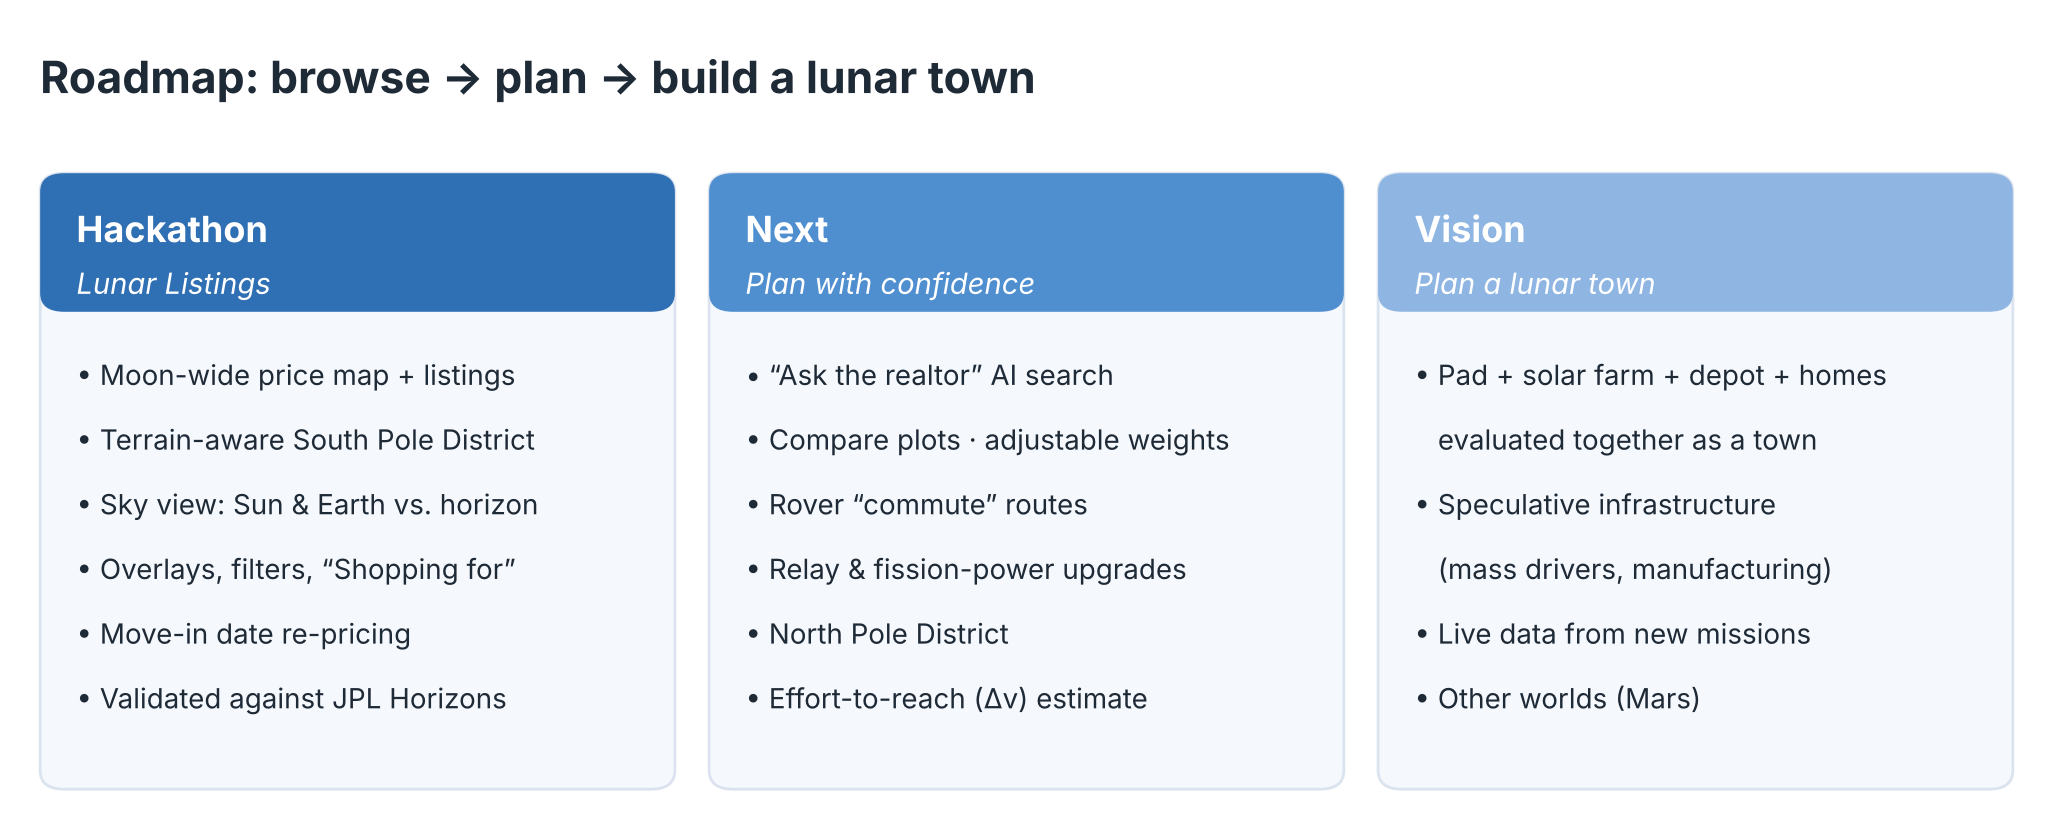 Roadmap: browse → plan → build a lunar town
Hackathon
Lunar Listings
• Moon-wide price map + listings
• Terrain-aware South Pole District
• Sky view: Sun & Earth vs. horizon
• Overlays, filters, “Shopping for”
• Move-in date re-pricing
• Validated against JPL Horizons
Next
Plan with confidence
• “Ask the realtor” AI search
• Compare plots · adjustable weights
• Rover “commute” routes
• Relay & fission-power upgrades
• North Pole District
• Effort-to-reach (Δv) estimate
Vision
Plan a lunar town
• Pad + solar farm + depot + homes
evaluated together as a town
• Speculative infrastructure
(mass drivers, manufacturing)
• Live data from new missions
• Other worlds (Mars)